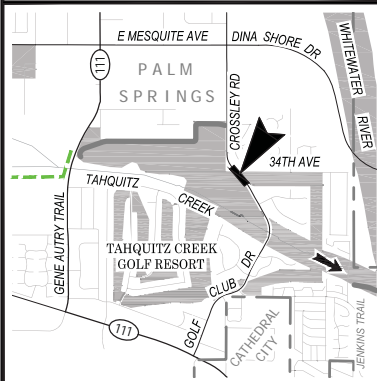 E MESQUITE AVE
DINA SHORE DR
WHITEWATER
RIVER
111
PALM
SPRINGS
CROSSLEY RD
34TH AVE
TAHQUITZ
CREEK
GENE AUTRY TRAIL
TAHQUITZ CREEK
GOLF RESORT
GOLF
CLUB
DR
111
CATHEDRAL
CITY
JENKINS TRAIL